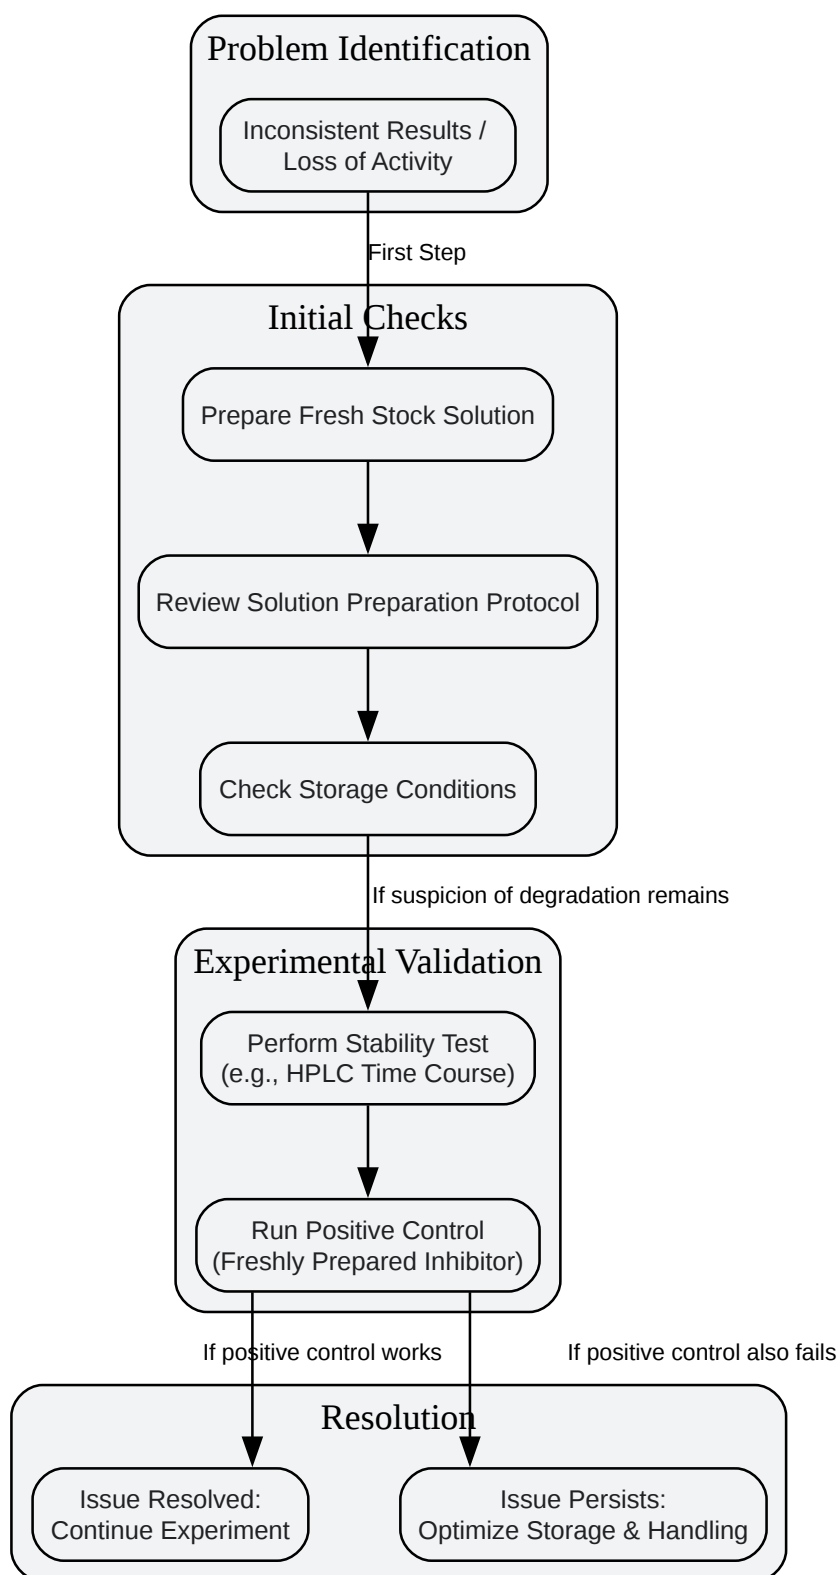 Problem Identification
Inconsistent Results /
Loss of Activity
First Step
Initial Checks
Prepare Fresh Stock Solution
Review Solution Preparation Protocol
Check Storage Conditions
If suspicion of degradation remains
Experimental Validation
Perform Stability Test
(e.g., HPLC Time Course)
Run Positive Control
(Freshly Prepared Inhibitor)
If positive control works
If positive control also fails
Resolution
Issue Resolved:
Continue Experiment
Issue Persists:
Optimize Storage & Handling